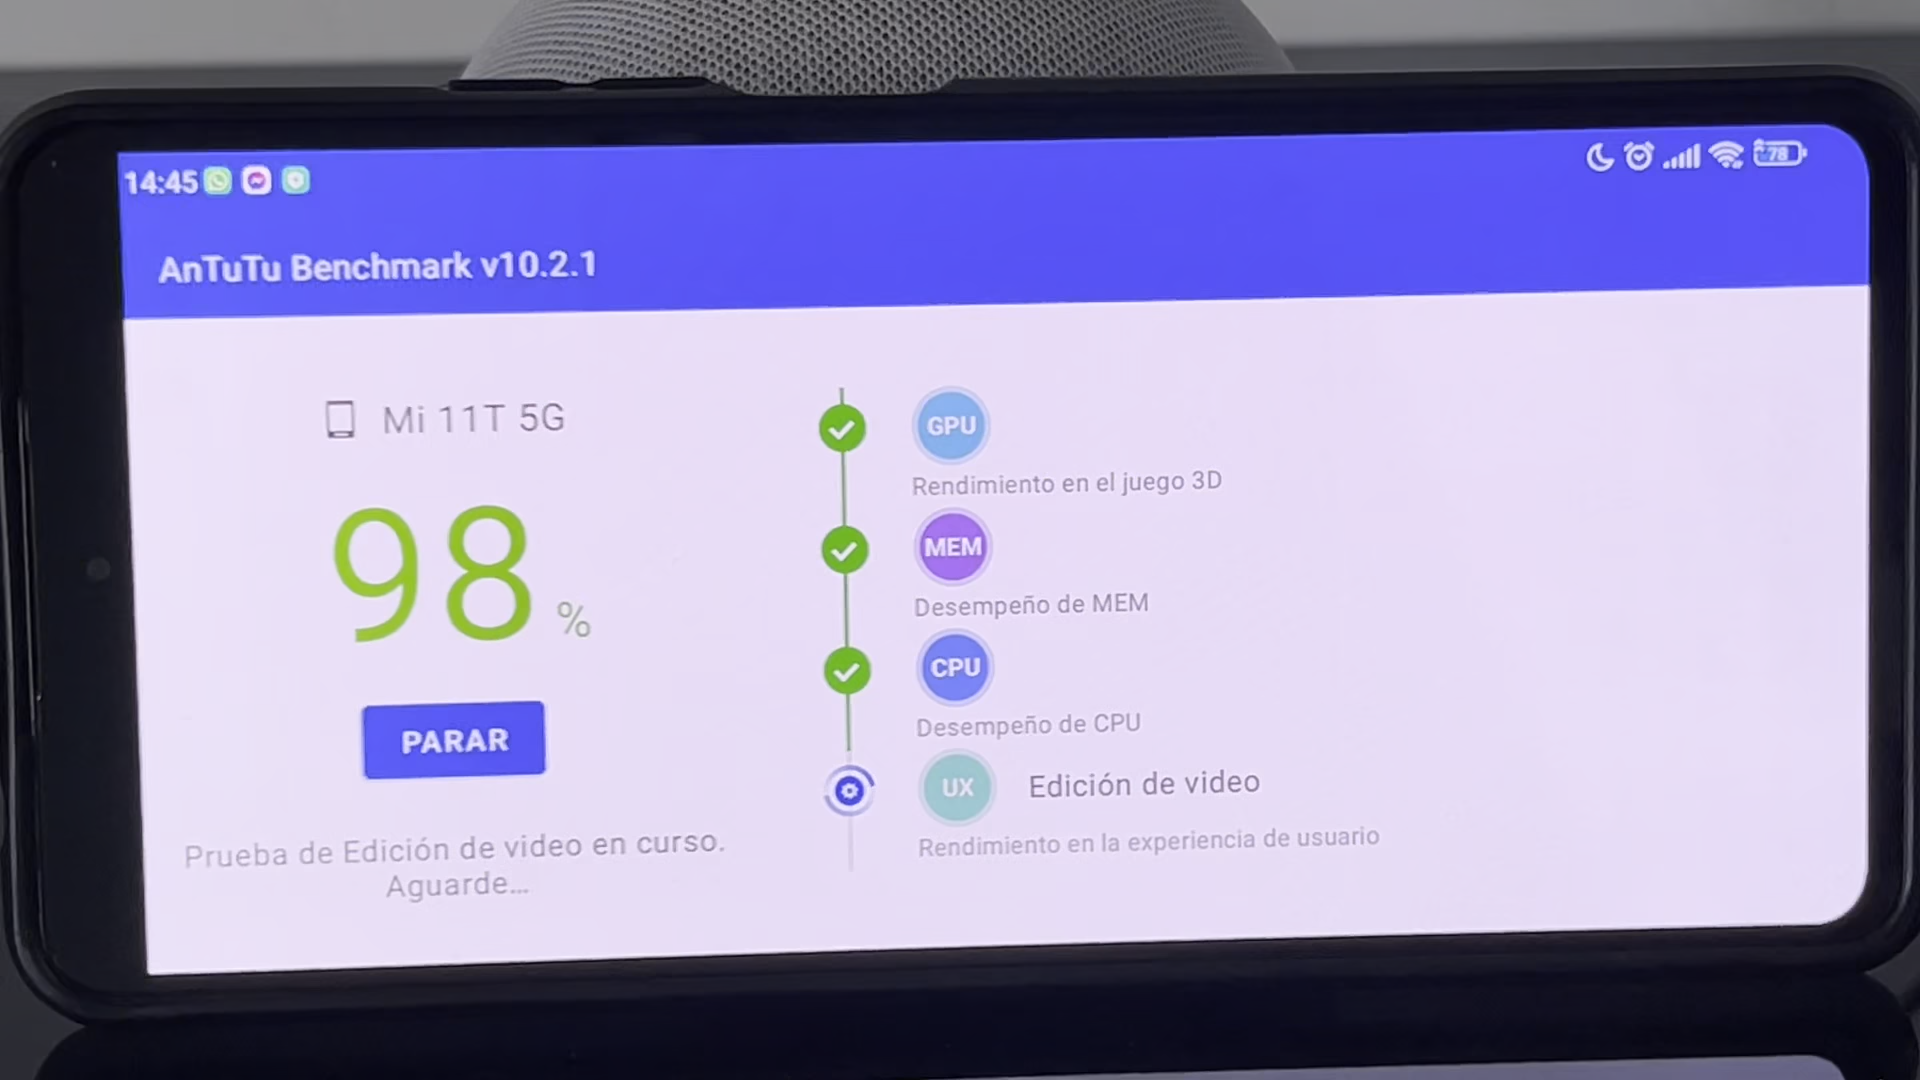 14:45
78
AnTuTu Benchmark v10.2.1
Mi 11T 5G
98 %
PARAR
Prueba de Edición de video en curso.
Aguarde...
GPU
Rendimiento en el juego 3D
MEM
Desempeño de MEM
CPU
Desempeño de CPU
UX Edición de video
Rendimiento en la experiencia de usuario